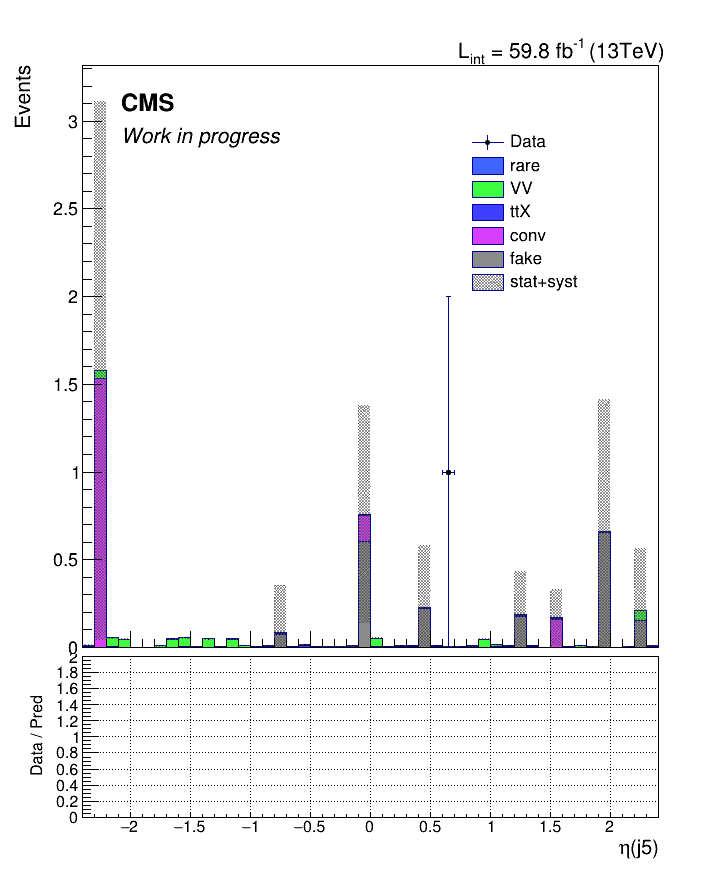 L_int = 59.8 fb^-1 (13TeV)
Events
CMS
Work in progress
Data
rare
VV
ttX
conv
fake
stat+syst
3
2.5
2
1.5
1
0.5
0
Data / Pred
2
1.8
1.6
1.4
1.2
1
0.8
0.6
0.4
0.2
0
−2 −1.5 −1 −0.5 0 0.5 1 1.5 2
η(j5)